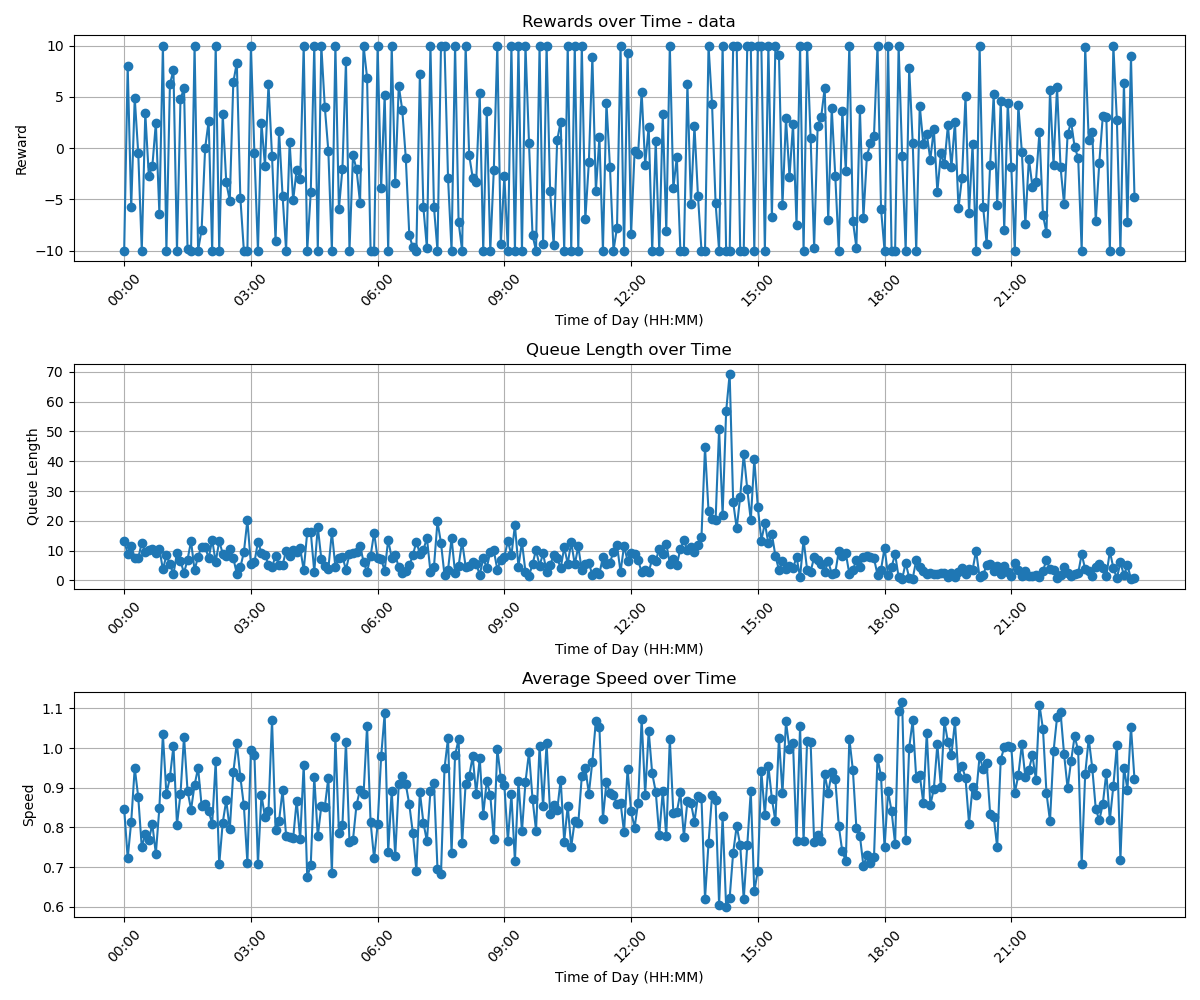 Rewards over Time - data
10
5
0
−5
−10
Reward
00:00 03:00 06:00 09:00 12:00 15:00 18:00 21:00
Time of Day (HH:MM)
Queue Length over Time
70
60
50
40
30
20
10
0
Queue Length
00:00 03:00 06:00 09:00 12:00 15:00 18:00 21:00
Time of Day (HH:MM)
Average Speed over Time
1.1
1.0
0.9
0.8
0.7
0.6
Speed
00:00 03:00 06:00 09:00 12:00 15:00 18:00 21:00
Time of Day (HH:MM)